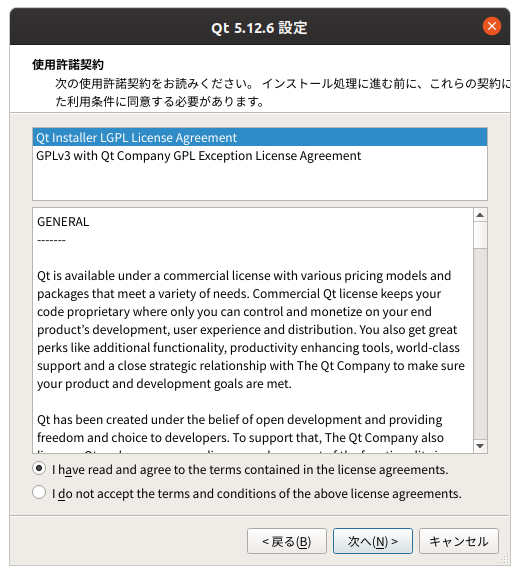 Qt 5.12.6 設定
使用許諾契約
次の使用許諾契約をお読みください。 インストール処理に進む前に、これらの契約に
た利用条件に同意する必要があります。
Qt Installer LGPL License Agreement
GPLv3 with Qt Company GPL Exception License Agreement
GENERAL
-------
Qt is available under a commercial license with various pricing models and
packages that meet a variety of needs. Commercial Qt license keeps your
code proprietary where only you can control and monetize on your end
product’s development, user experience and distribution. You also get great
perks like additional functionality, productivity enhancing tools, world-class
support and a close strategic relationship with The Qt Company to make sure
your product and development goals are met.
Qt has been created under the belief of open development and providing
freedom and choice to developers. To support that, The Qt Company also
I have read and agree to the terms contained in the license agreements.
I do not accept the terms and conditions of the above license agreements.
< 戻る(B)
次へ(N) >
キャンセル